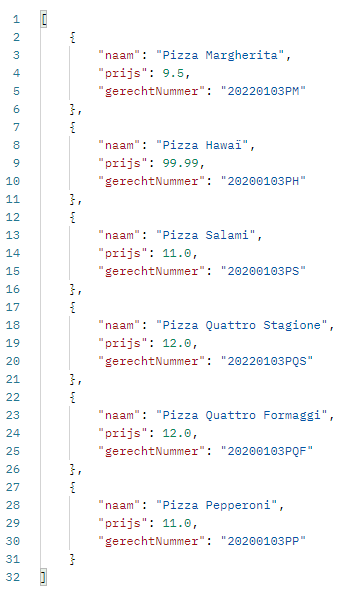 1 [
2 {
3 "naam": "Pizza Margherita",
4 "prijs": 9.5,
5 "gerechtNummer": "20220103PM"
6 },
7 {
8 "naam": "Pizza Hawaï",
9 "prijs": 99.99,
10 "gerechtNummer": "20200103PH"
11 },
12 {
13 "naam": "Pizza Salami",
14 "prijs": 11.0,
15 "gerechtNummer": "20200103PS"
16 },
17 {
18 "naam": "Pizza Quattro Stagione",
19 "prijs": 12.0,
20 "gerechtNummer": "20220103PQS"
21 },
22 {
23 "naam": "Pizza Quattro Formaggi",
24 "prijs": 12.0,
25 "gerechtNummer": "20200103PQF"
26 },
27 {
28 "naam": "Pizza Pepperoni",
29 "prijs": 11.0,
30 "gerechtNummer": "20200103PP"
31 }
32 ]